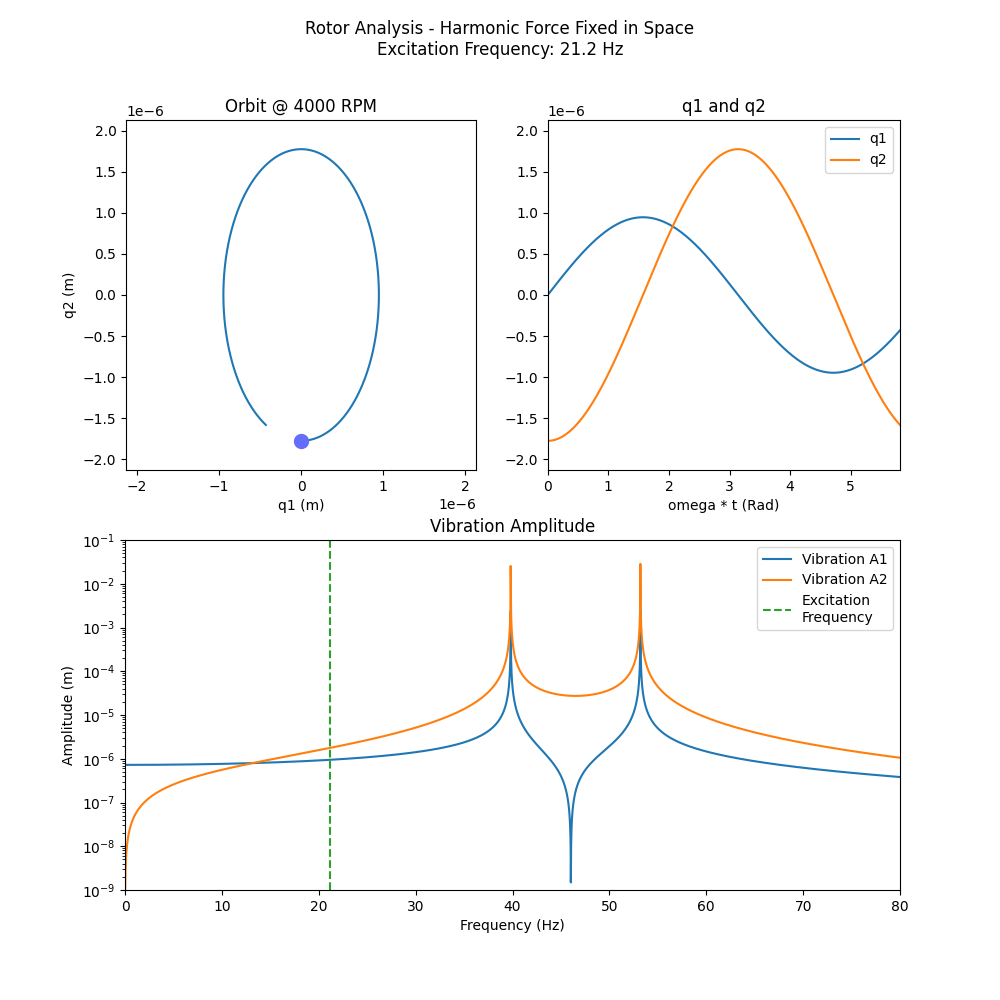 Rotor Analysis - Harmonic Force Fixed in Space
Excitation Frequency: 21.2 Hz
Orbit @ 4000 RPM
1e−6
2.0
1.5
1.0
0.5
0.0
−0.5
−1.0
−1.5
−2.0
q2 (m)
−2
−1
0
1
2
1e−6
q1 (m)
q1 and q2
1e−6
2.0
1.5
1.0
0.5
0.0
−0.5
−1.0
−1.5
−2.0
q1
q2
0
1
2
3
4
5
omega * t (Rad)
Vibration Amplitude
10⁻¹
10⁻²
10⁻³
10⁻⁴
10⁻⁵
10⁻⁶
10⁻⁷
10⁻⁸
10⁻⁹
Amplitude (m)
Vibration A1
Vibration A2
Excitation
Frequency
0
10
20
30
40
50
60
70
80
Frequency (Hz)